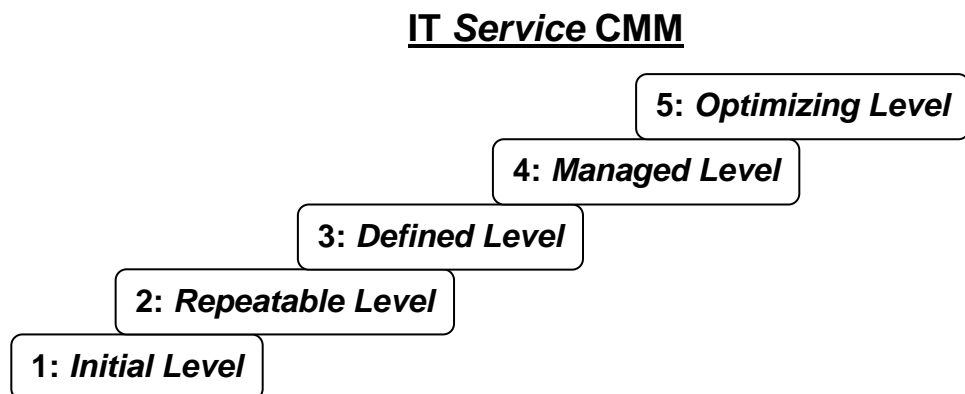 IT Service CMM
5: Optimizing Level
4: Managed Level
3: Defined Level
2: Repeatable Level
1: Initial Level